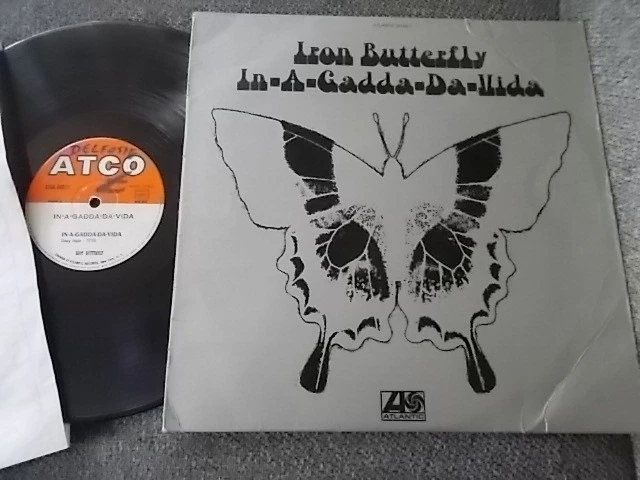 Iron Butterfly
In-A-Gadda-Da-Vida
ATLANTIC
ATCO
IN-A-GADDA-DA-VIDA
IN-A-GADDA-DA-VIDA
IRON BUTTERFLY